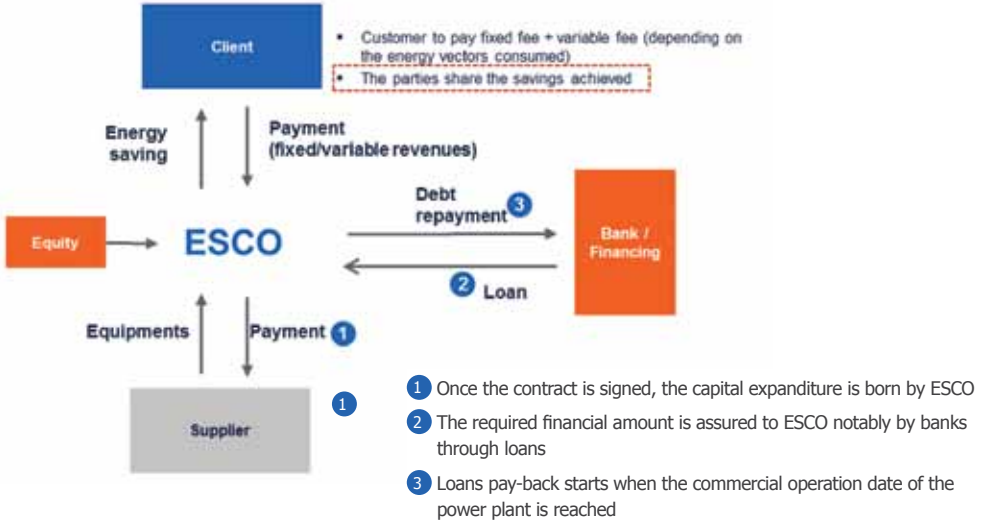 Client
▪ Customer to pay fixed fee + variable fee (depending on
the energy vectors consumed)
▪ The parties share the savings achieved
Energy
saving
Payment
(fixed/variable revenues)
Debt
repayment 3
Bank /
Financing
Equity
ESCO
2 Loan
Equipments
Payment 1
Supplier
1
1 Once the contract is signed, the capital expanditure is born by ESCO
2 The required financial amount is assured to ESCO notably by banks
through loans
3 Loans pay-back starts when the commercial operation date of the
power plant is reached